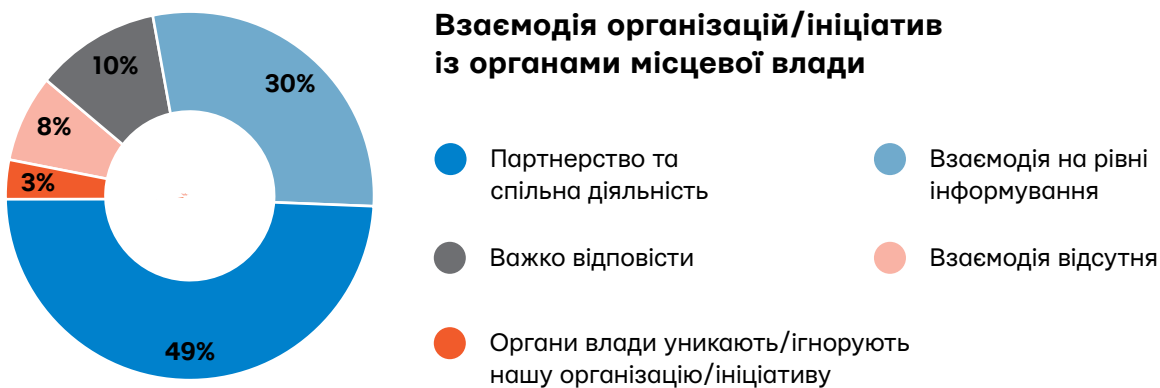 Взаємодія організацій/ініціатив
із органами місцевої влади
10%
30%
8%
3%
49%
Партнерство та
спільна діяльність
Взаємодія на рівні
інформування
Важко відповісти
Взаємодія відсутня
Органи влади уникають/ігнорують
нашу організацію/ініціативу